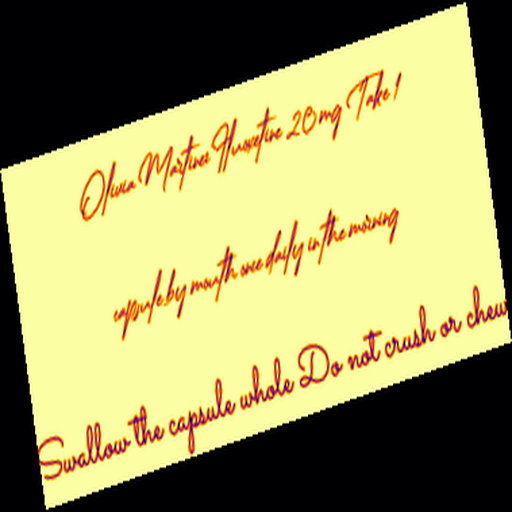 Olivia Martinez Fluoxetine 20 mg Take 1
capsule by mouth once daily in the morning
Swallow the capsule whole Do not crush or chew